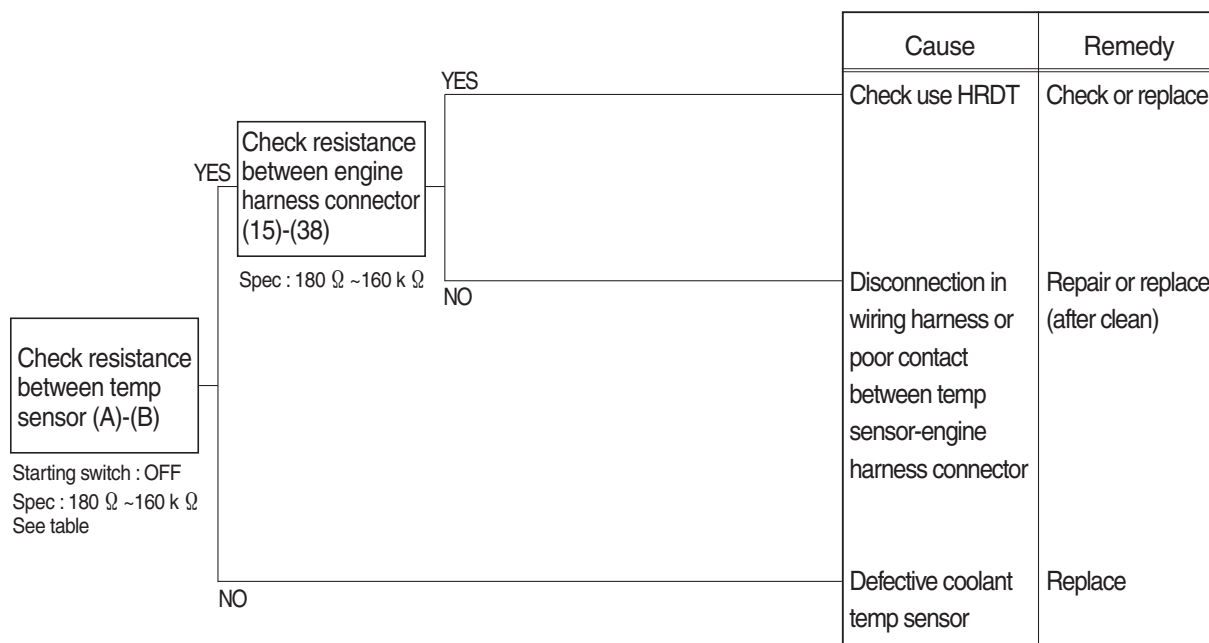 Cause
Remedy
YES
Check use HRDT
Check or replace
Check resistance
between engine
harness connector
(15)-(38)
YES
Spec : 180 Ω ~160 k Ω
NO
Disconnection in
wiring harness or
poor contact
between temp
sensor-engine
harness connector
Repair or replace
(after clean)
Check resistance
between temp
sensor (A)-(B)
Starting switch : OFF
Spec : 180 Ω ~160 k Ω
See table
NO
Defective coolant
temp sensor
Replace